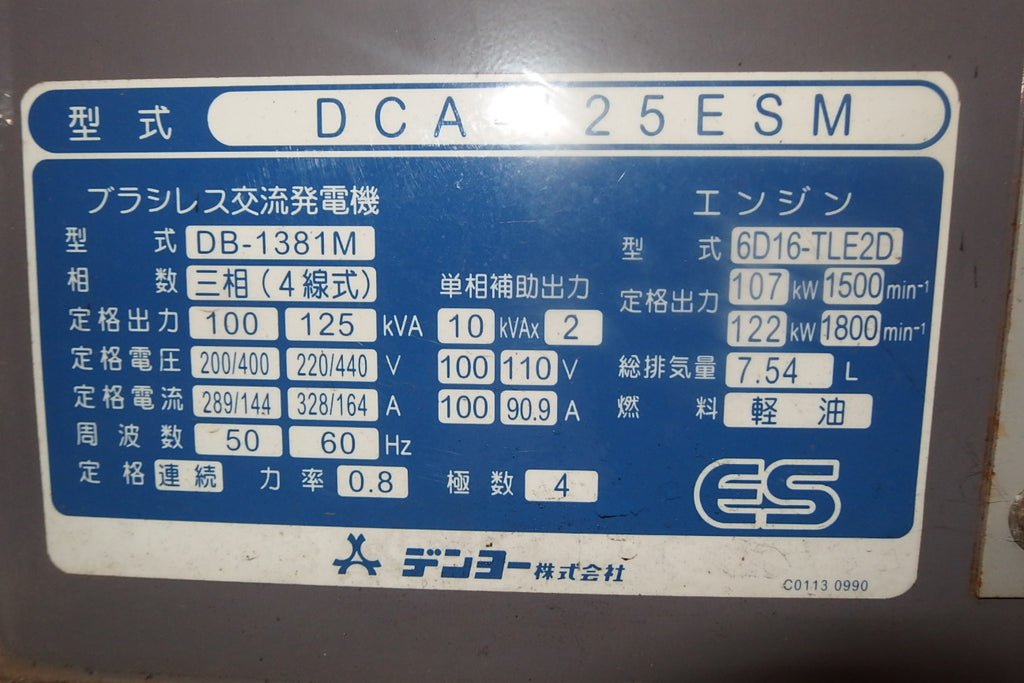 型式 DCA- 25ESM
ブラシレス交流発電機
型式 DB-1381M
相数 三相(4線式)
定格出力 100 125 kVA
定格電圧 200/400 220/440 V
定格電流 289/144 328/164 A
周波数 50 60 Hz
定格 連続 力率 0.8 極数 4
単相補助出力
10 kVAx 2
100 110 V
100 90.9 A
エンジン
型式 6D16-TLE2D
定格出力 107 kW 1500 min-1
122 kW 1800 min-1
総排気量 7.54 L
燃料 軽油
ES
デンヨー株式会社
C0113 0990